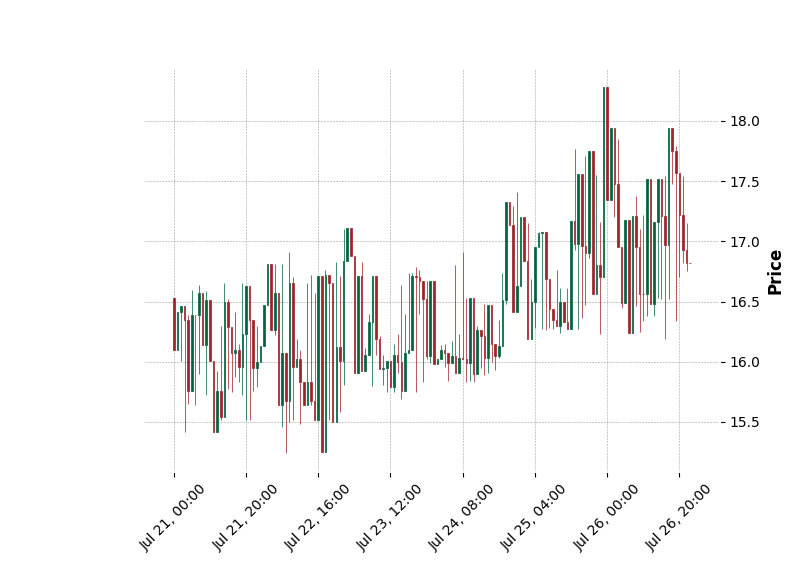 18.0
17.5
17.0
16.5
16.0
15.5
Price
Jul 21, 00:00
Jul 21, 20:00
Jul 22, 16:00
Jul 23, 12:00
Jul 24, 08:00
Jul 25, 04:00
Jul 26, 00:00
Jul 26, 20:00